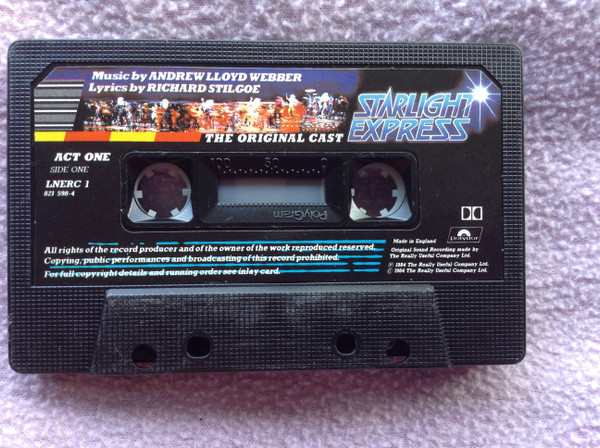 Music by ANDREW LLOYD WEBBER
Lyrics by RICHARD STILGOE
STARLIGHT
EXPRESS
THE ORIGINAL CAST
ACT ONE
SIDE ONE
LNERC 1
821 598-4
100 50 0
PolyGram
All rights of the record producer and of the owner of the work reproduced reserved.
Copying, public performances and broadcasting of this record prohibited.
For full copyright details and running order see inlay card.
Made in England
polydor
Original Sound Recording made by
The Really Useful Company Ltd.
℗ 1984 The Really Useful Company Ltd.
© 1984 The Really Useful Company Ltd.